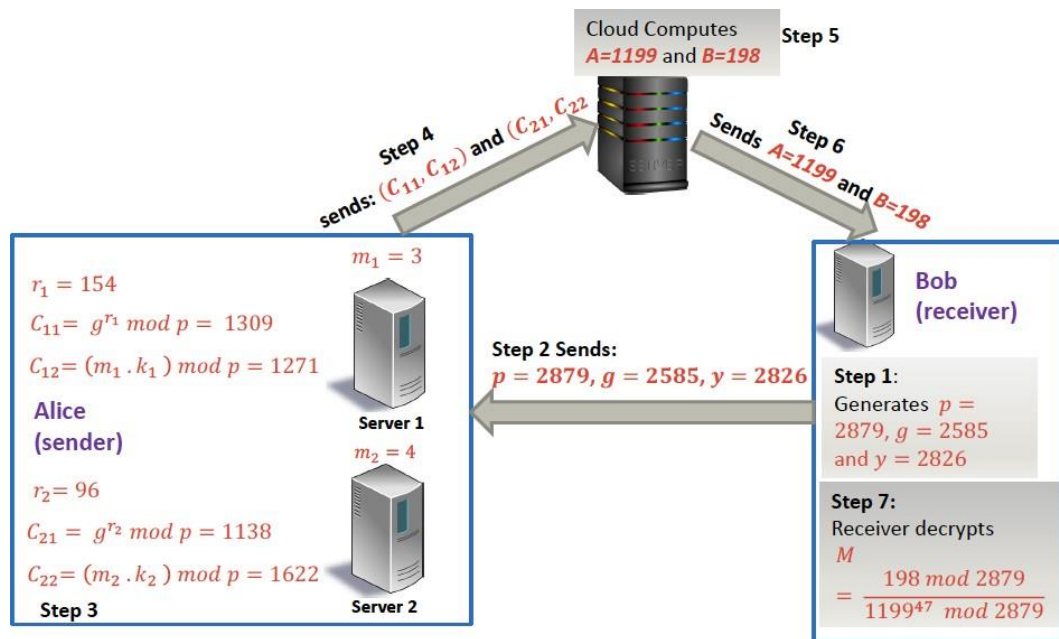 Cloud Computes
A=1199 and B=198
Step 5
Step 4
sends: (C₁₁, C₁₂) and (C₂₁, C₂₂
Step 6
Sends A=1199 and B=198
m₁ = 3
r₁ = 154
C₁₁= g^r₁ mod p = 1309
C₁₂= (m₁ . k₁ ) mod p = 1271
Server 1
Alice
(sender)
m₂ = 4
r₂= 96
C₂₁ = g^r₂ mod p = 1138
C₂₂= (m₂ . k₂ ) mod p = 1622
Step 3
Server 2
Step 2 Sends:
p = 2879, g = 2585, y = 2826
Bob
(receiver)
Step 1:
Generates p =
2879, g = 2585
and y = 2826
Step 7:
Receiver decrypts
M
= 198 mod 2879 / 1199⁴⁷ mod 2879